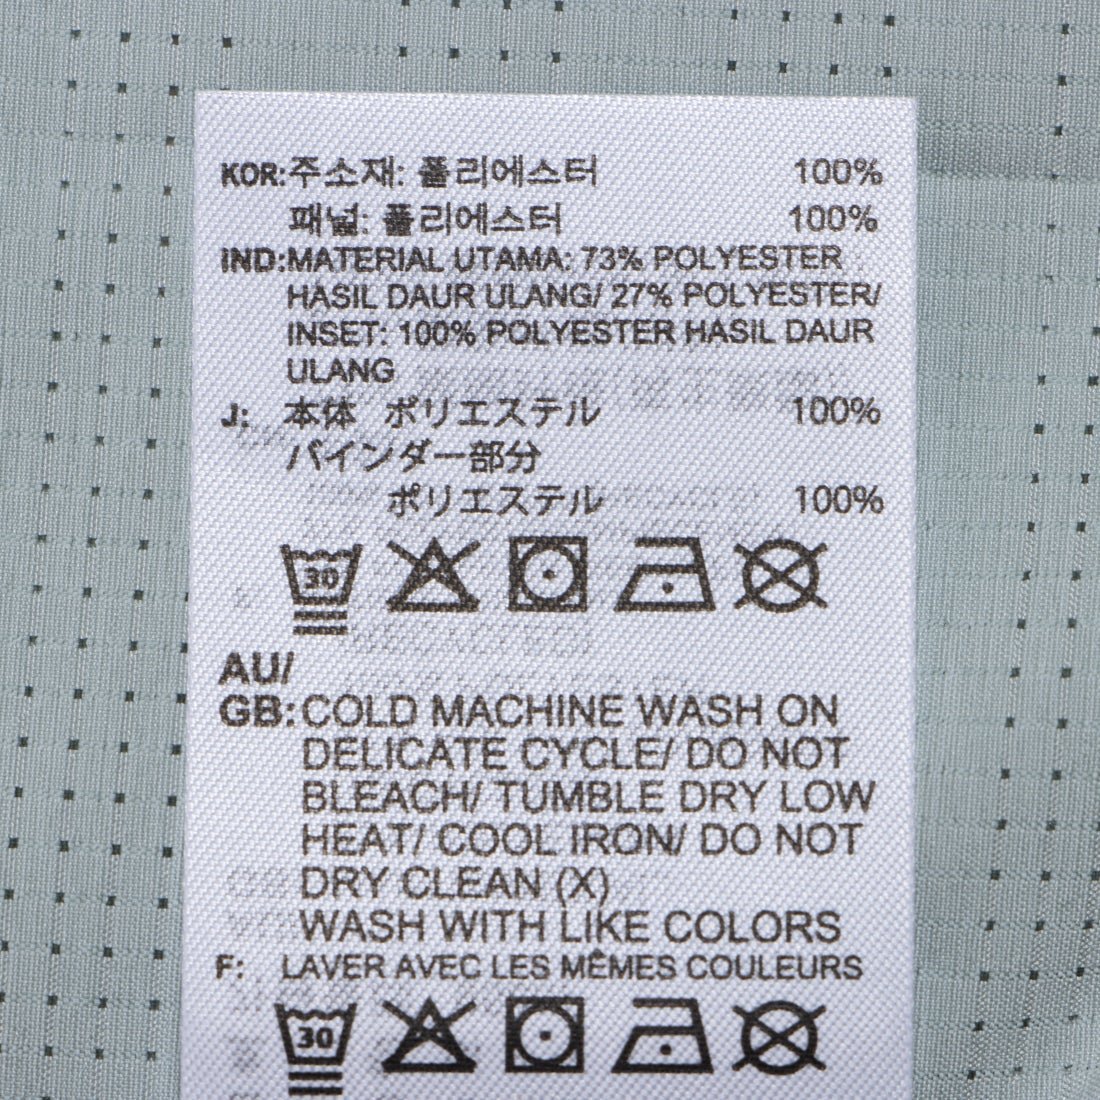 KOR:주소재: 폴리에스터 100%
패널: 폴리에스터 100%
IND:MATERIAL UTAMA: 73% POLYESTER
HASIL DAUR ULANG/ 27% POLYESTER/
INSET: 100% POLYESTER HASIL DAUR
ULANG
J: 本体 ポリエステル 100%
バインダー部分
ポリエステル 100%
30
AU/
GB:COLD MACHINE WASH ON
DELICATE CYCLE/ DO NOT
BLEACH/ TUMBLE DRY LOW
HEAT/ COOL IRON/ DO NOT
DRY CLEAN (X)
WASH WITH LIKE COLORS
F: LAVER AVEC LES MÊMES COULEURS
30